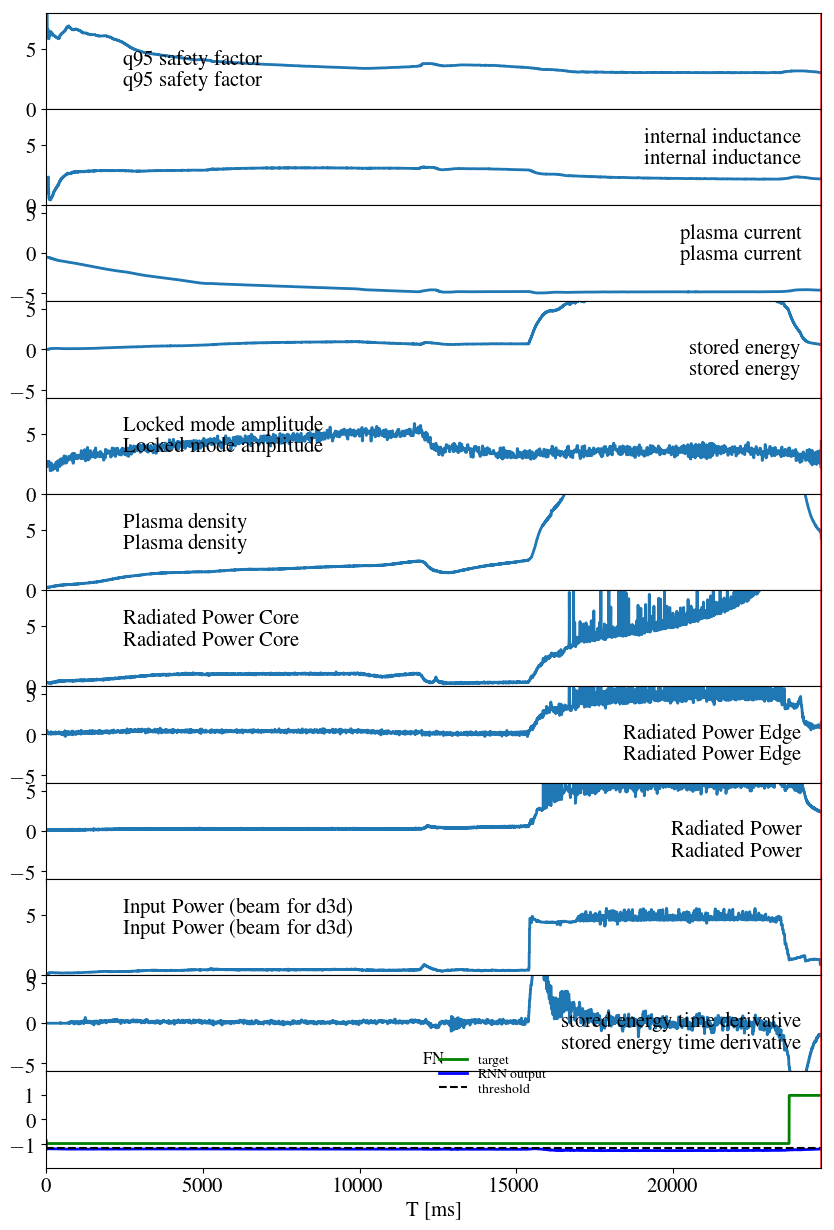 5
q95 safety factor
q95 safety factor
0
5
internal inductance
internal inductance
0
5
plasma current
0
plasma current
−5
5
0
stored energy
stored energy
−5
Locked mode amplitude
5
Locked mode amplitude
0
Plasma density
5
Plasma density
0
Radiated Power Core
5
Radiated Power Core
0
5
Radiated Power Edge
0
Radiated Power Edge
−5
5
Radiated Power
0
Radiated Power
−5
Input Power (beam for d3d)
5
Input Power (beam for d3d)
0
5
stored energy time derivative
0
stored energy time derivative
−5
FN
target
RNN output
threshold
1
0
−1
0 5000 10000 15000 20000
T [ms]